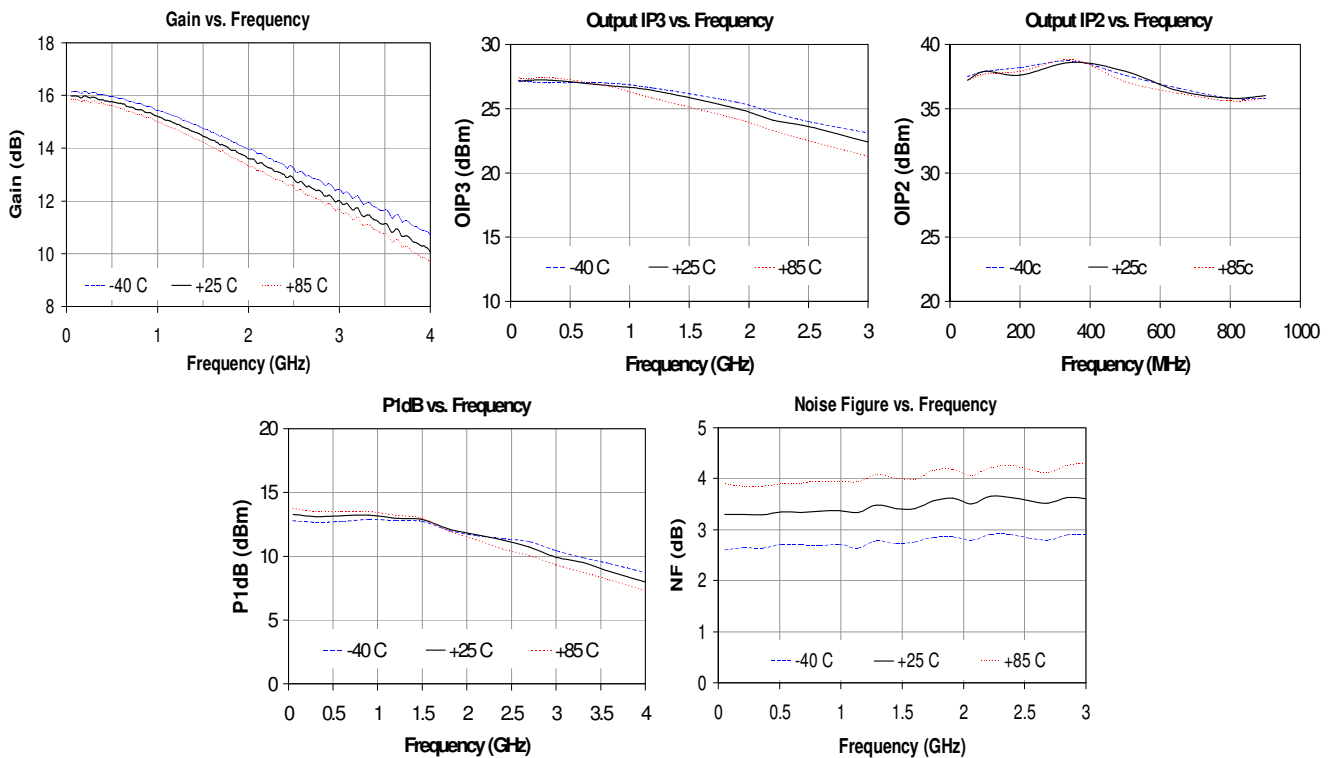 Gain vs. Frequency
18
16
14
12
10
8
Gain (dB)
-40 C
+25 C
+85 C
0
1
2
3
4
Frequency (GHz)
Output IP3 vs. Frequency
30
25
20
15
10
OIP3 (dBm)
-40 C
+25 C
+85 C
0
0.5
1
1.5
2
2.5
3
Frequency (GHz)
Output IP2 vs. Frequency
40
35
30
25
20
OIP2 (dBm)
-40c
+25c
+85c
0
200
400
600
800
1000
Frequency (MHz)
P1dB vs. Frequency
20
15
10
5
0
P1dB (dBm)
-40 C
+25 C
+85 C
0
0.5
1
1.5
2
2.5
3
3.5
4
Frequency (GHz)
Noise Figure vs. Frequency
5
4
3
2
1
0
NF (dB)
-40 C
+25 C
+85 C
0
0.5
1
1.5
2
2.5
3
Frequency (GHz)